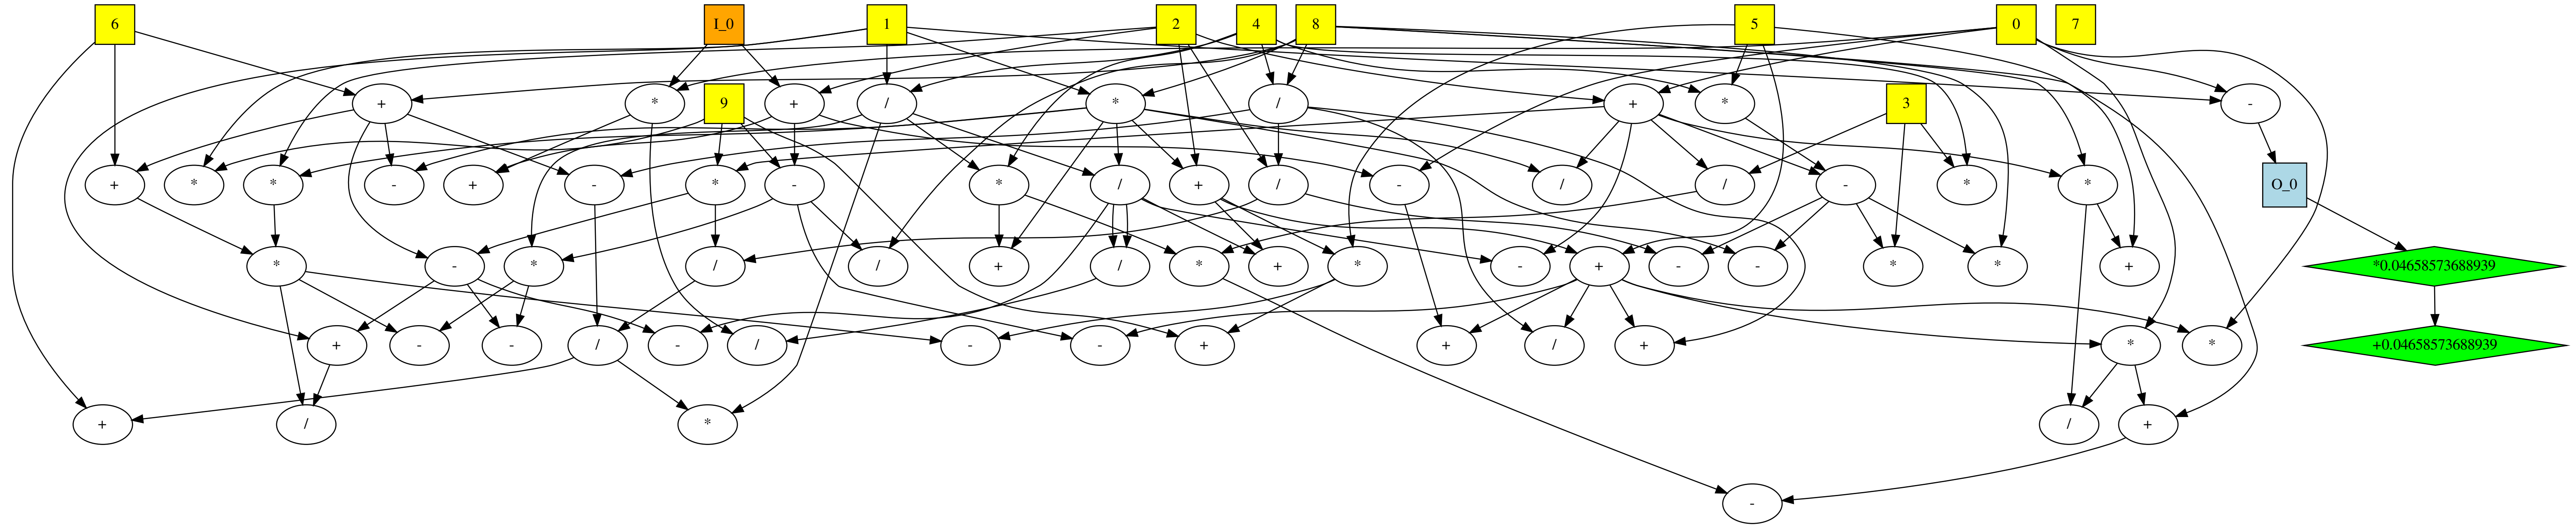 6 I_0 1 2 4 8 5 0 7
+ * 9 + / * / + * 3 -
+ * * - + - * - * / + / - / / - * * O_0
* - * / / + * + / * - + - - * * + *0.04658573688939
+ - - / - / - - + + / + * * +0.04658573688939
+ / * / +
-